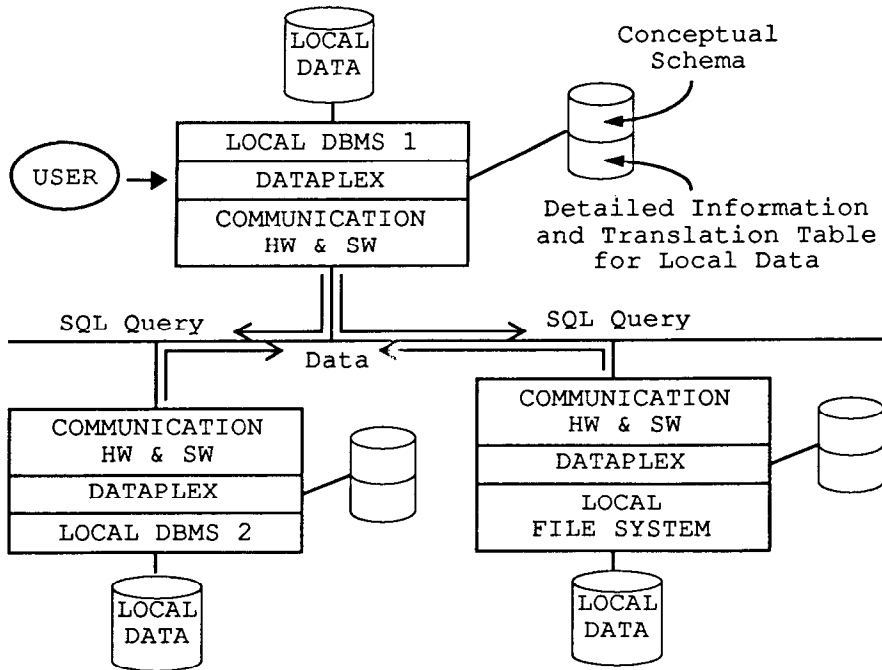 LOCAL
DATA
Conceptual
Schema
LOCAL DBMS 1
USER
DATAPLEX
COMMUNICATION
HW & SW
Detailed Information
and Translation Table
for Local Data
SQL Query
SQL Query
Data
COMMUNICATION
HW & SW
DATAPLEX
LOCAL DBMS 2
LOCAL
DATA
COMMUNICATION
HW & SW
DATAPLEX
LOCAL
FILE SYSTEM
LOCAL
DATA